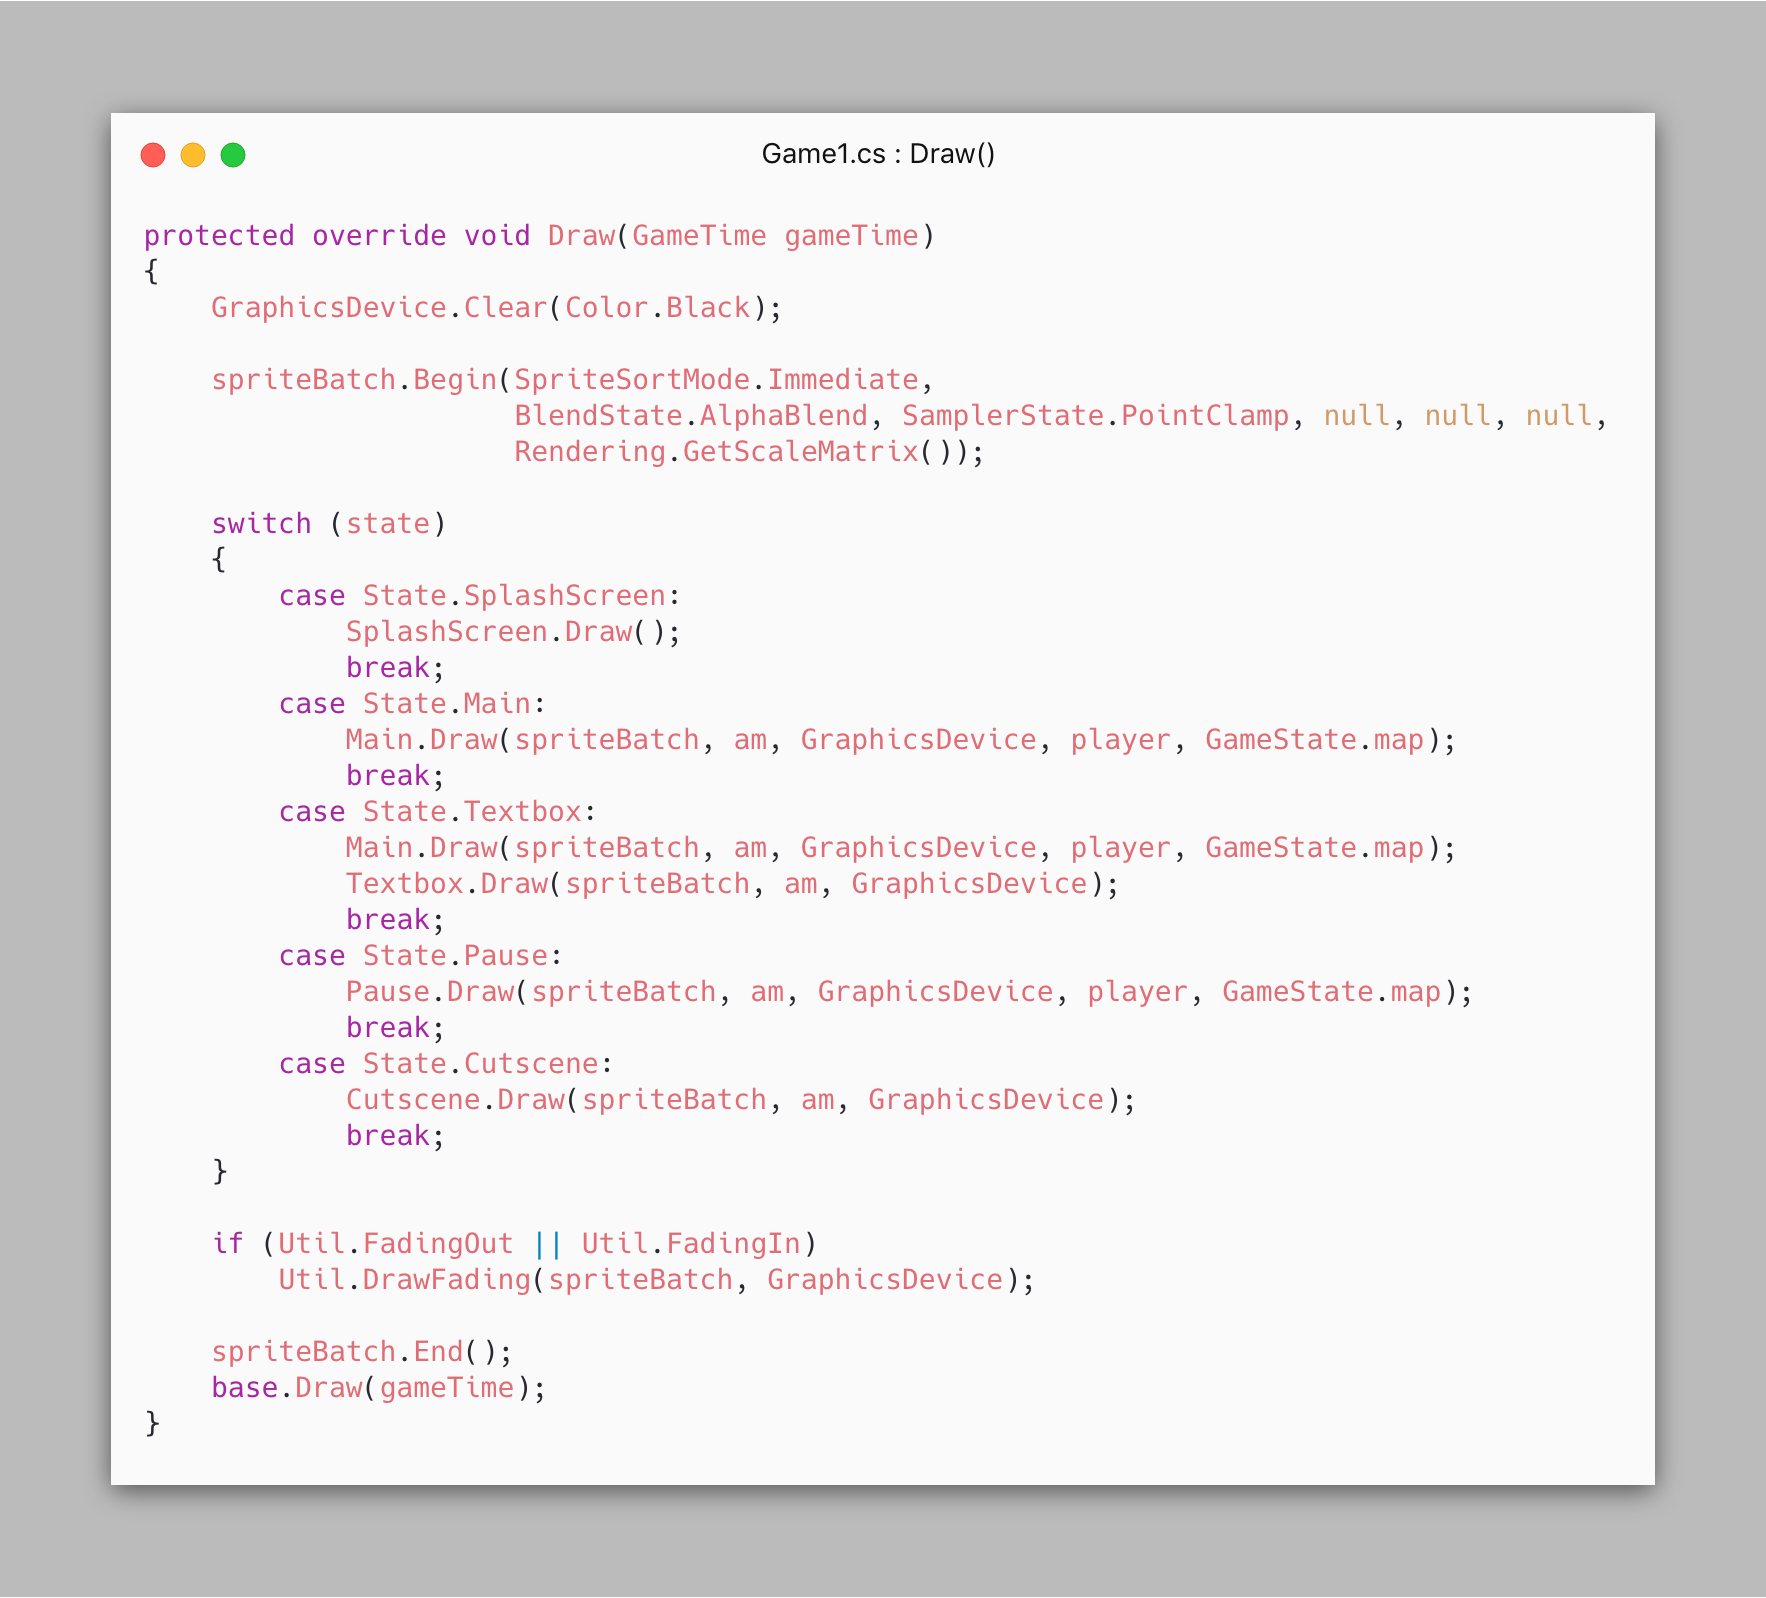 Game1.cs : Draw()
protected override void Draw(GameTime gameTime)
{
    GraphicsDevice.Clear(Color.Black);

    spriteBatch.Begin(SpriteSortMode.Immediate,
                      BlendState.AlphaBlend, SamplerState.PointClamp, null, null, null,
                      Rendering.GetScaleMatrix());

    switch (state)
    {
        case State.SplashScreen:
            SplashScreen.Draw();
            break;
        case State.Main:
            Main.Draw(spriteBatch, am, GraphicsDevice, player, GameState.map);
            break;
        case State.Textbox:
            Main.Draw(spriteBatch, am, GraphicsDevice, player, GameState.map);
            Textbox.Draw(spriteBatch, am, GraphicsDevice);
            break;
        case State.Pause:
            Pause.Draw(spriteBatch, am, GraphicsDevice, player, GameState.map);
            break;
        case State.Cutscene:
            Cutscene.Draw(spriteBatch, am, GraphicsDevice);
            break;
    }

    if (Util.FadingOut || Util.FadingIn)
        Util.DrawFading(spriteBatch, GraphicsDevice);

    spriteBatch.End();
    base.Draw(gameTime);
}